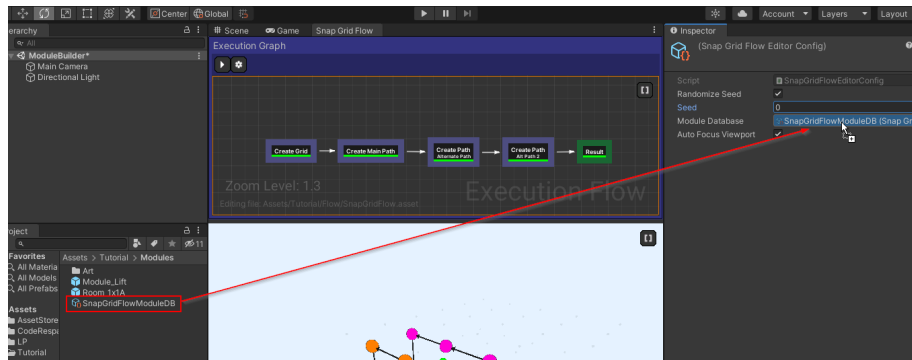 Center
Global
Account
Layers
Layout
erarchy
Scene
Game
Snap Grid Flow
Inspector
All
Execution Graph
(Snap Grid Flow Editor Config)
ModuleBuilder*
Main Camera
Directional Light
Script
SnapGridFlowEditorConfig
Randomize Seed
Seed
0
Module Database
SnapGridFlowModuleDB (Snap Gr
Auto Focus Viewport
Create Grid
Create Main Path
Create Path
Alternate Path
Create Path
Alt Path 2
Result
Zoom Level: 1.3
Execution Flow
Editing file: Assets/Tutorial/Flow/SnapGridFlow asset
oject
11
Favorites
Assets > Tutorial > Modules
All Materia
All Models
All Prefabs
Art
Module_Lift
Room 1x1A
SnapGridFlowModuleDB
Assets
AssetStore
CodeRespa
LP
Tutorial